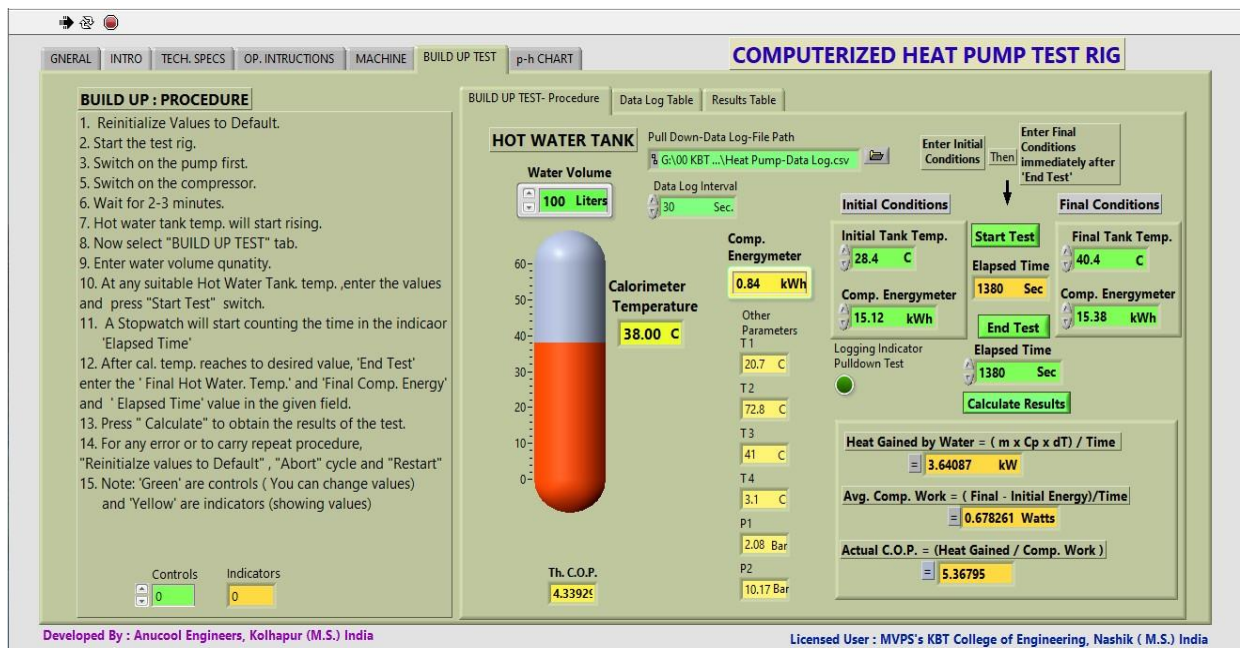 COMPUTERIZED HEAT PUMP TEST RIG
GNERAL
INTRO
TECH. SPECS
OP. INTRUCTIONS
MACHINE
BUILD UP TEST
p-h CHART
BUILD UP : PROCEDURE
1. Reinitialize Values to Default.
2. Start the test rig.
3. Switch on the pump first.
5. Switch on the compressor.
6. Wait for 2-3 minutes.
7. Hot water tank temp. will start rising.
8. Now select "BUILD UP TEST" tab.
9. Enter water volume qunatity.
10. At any suitable Hot Water Tank. temp. ,enter the values
and press "Start Test" switch.
11. A Stopwatch will start counting the time in the indicaor
'Elapsed Time'
12. After cal. temp. reaches to desired value, 'End Test'
enter the ' Final Hot Water. Temp.' and 'Final Comp. Energy'
and ' Elapsed Time' value in the given field.
13. Press " Calculate" to obtain the results of the test.
14. For any error or to carry repeat procedure,
"Reinitialze values to Default" , "Abort" cycle and "Restart"
15. Note: 'Green' are controls ( You can change values)
and 'Yellow' are indicators (showing values)
Controls
0
Indicators
0
BUILD UP TEST- Procedure
Data Log Table
Results Table
HOT WATER TANK
Water Volume
100 Liters
Pull Down-Data Log-File Path
G:\00 KBT ...\Heat Pump-Data Log.csv
Data Log Interval
30 Sec.
60-
50-
40-
30-
20-
10-
0-
Calorimeter
Temperature
38.00 C
Th. C.O.P.
4.33929
Comp.
Energymeter
0.84 kWh
Other
Parameters
T1
20.7 C
T2
72.8 C
T3
41 C
T4
3.1 C
P1
2.08 Bar
P2
10.17 Bar
Enter Initial
Conditions
Then
Enter Final
Conditions
immediately after
'End Test'
Initial Conditions
Initial Tank Temp.
28.4 C
Comp. Energymeter
15.12 kWh
Start Test
Elapsed Time
1380 Sec
End Test
Elapsed Time
1380 Sec
Calculate Results
Final Conditions
Final Tank Temp.
40.4 C
Comp. Energymeter
15.38 kWh
Logging Indicator
Pulldown Test
Heat Gained by Water = ( m x Cp x dT) / Time
= 3.64087 kW
Avg. Comp. Work = ( Final - Initial Energy)/Time
= 0.678261 Watts
Actual C.O.P. = (Heat Gained / Comp. Work )
= 5.36795
Developed By : Anucool Engineers, Kolhapur (M.S.) India
Licensed User : MVPS's KBT College of Engineering, Nashik ( M.S.) India